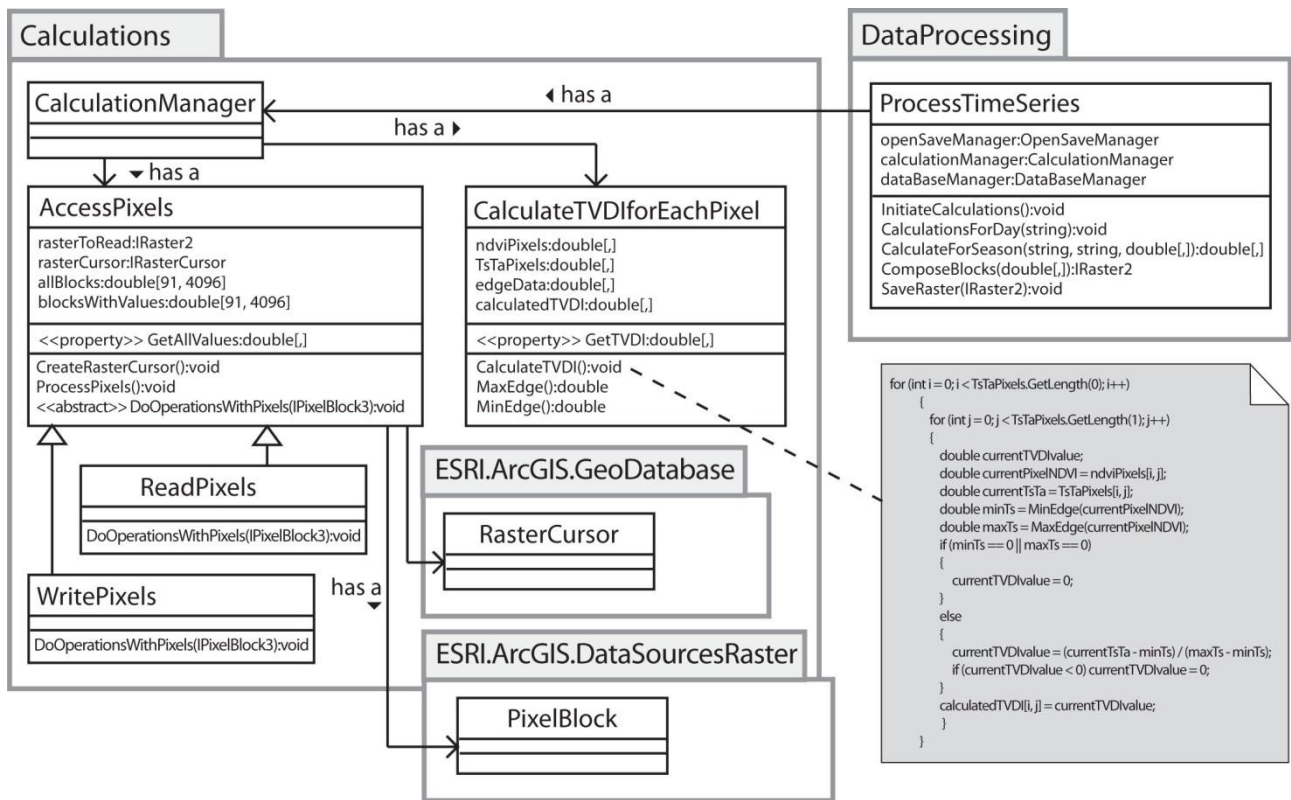 Calculations
CalculationManager
has a ▶
▼ has a
AccessPixels
rasterToRead:IRaster2
rasterCursor:IRasterCursor
allBlocks:double[91, 4096]
blocksWithValues:double[91, 4096]
<<property>> GetAllValues:double[,]
CreateRasterCursor():void
ProcessPixels():void
<<abstract>> DoOperationsWithPixels(IPixelBlock3):void
CalculateTVDIforEachPixel
ndviPixels:double[,]
TsTaPixels:double[,]
edgeData:double[,]
calculatedTVDI:double[,]
<<property>> GetTVDI:double[,]
CalculateTVDI():void
MaxEdge():double
MinEdge():double
ReadPixels
DoOperationsWithPixels(IPixelBlock3):void
WritePixels
DoOperationsWithPixels(IPixelBlock3):void
has a
▼
ESRI.ArcGIS.GeoDatabase
RasterCursor
ESRI.ArcGIS.DataSourcesRaster
PixelBlock
◀ has a
DataProcessing
ProcessTimeSeries
openSaveManager:OpenSaveManager
calculationManager:CalculationManager
dataBaseManager:DataBaseManager
InitiateCalculations():void
CalculationsForDay(string):void
CalculateForSeason(string, string, double[,]):double[,]
ComposeBlocks(double[,]):IRaster2
SaveRaster(IRaster2):void
for (int i = 0; i < TsTaPixels.GetLength(0); i++)
{
for (int j = 0; j < TsTaPixels.GetLength(1); j++)
{
double currentTVDIvalue;
double currentPixelNDVI = ndviPixels[i, j];
double currentTsTa = TsTaPixels[i, j];
double minTs = MinEdge(currentPixelNDVI);
double maxTs = MaxEdge(currentPixelNDVI);
if (minTs == 0 || maxTs == 0)
{
currentTVDIvalue = 0;
}
else
{
currentTVDIvalue = (currentTsTa - minTs) / (maxTs - minTs);
if (currentTVDIvalue < 0) currentTVDIvalue = 0;
}
calculatedTVDI[i, j] = currentTVDIvalue;
}
}